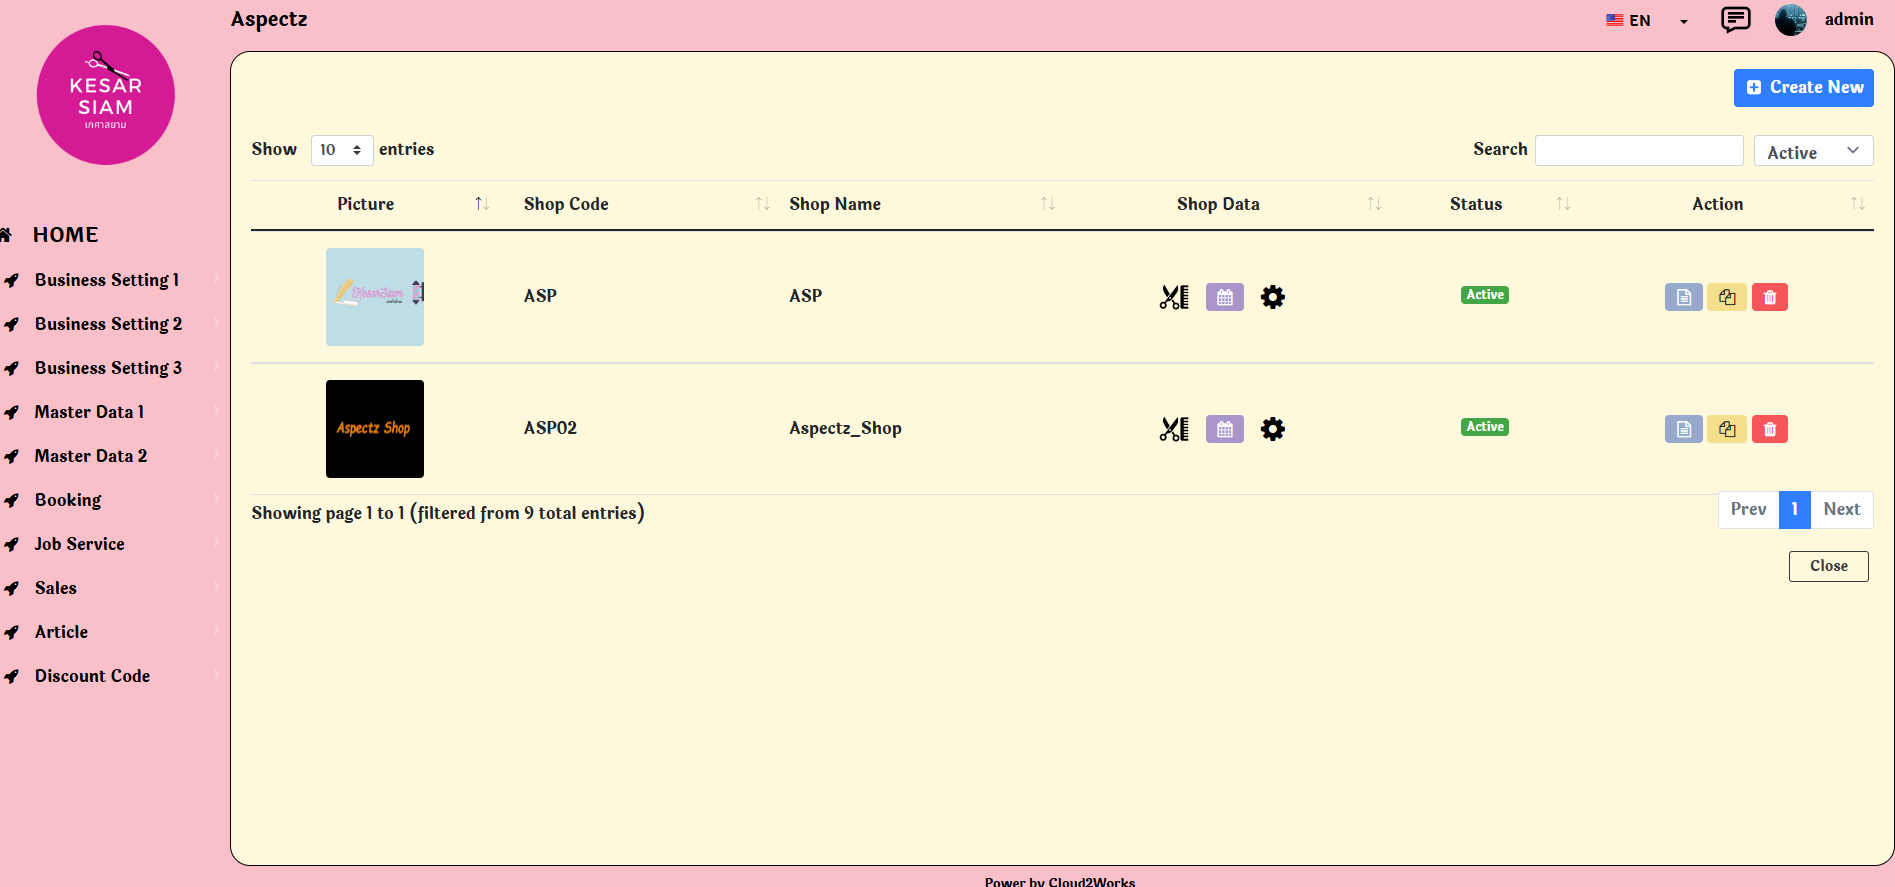 Aspectz
EN
admin
KESAR
SIAM
เกศาสยาม
Create New
Show 10 entries
Search
Active
Picture Shop Code Shop Name Shop Data Status Action
HOME
Business Setting 1
Business Setting 2
Business Setting 3
Master Data 1
Master Data 2
Booking
Job Service
Sales
Article
Discount Code
KesarSiam
ASP ASP Active
Aspectz Shop
ASP02 Aspectz_Shop Active
Showing page 1 to 1 (filtered from 9 total entries)
Prev 1 Next
Close
Power by Cloud2Works